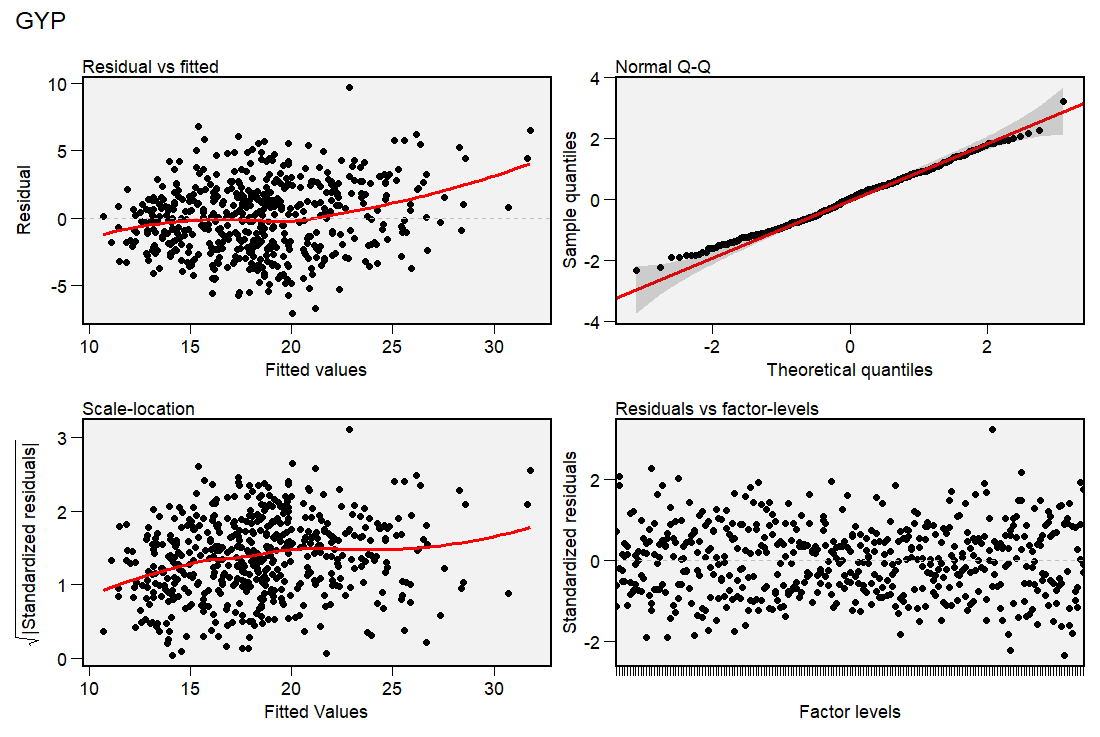 GYP
Residual vs fitted
Residual
10
5
0
-5
10 15 20 25 30
Fitted values
Normal Q-Q
Sample quantiles
4
2
0
-2
-4
-2 0 2
Theoretical quantiles
Scale-location
√|Standardized residuals|
3
2
1
0
10 15 20 25 30
Fitted Values
Residuals vs factor-levels
Standardized residuals
2
0
-2
Factor levels